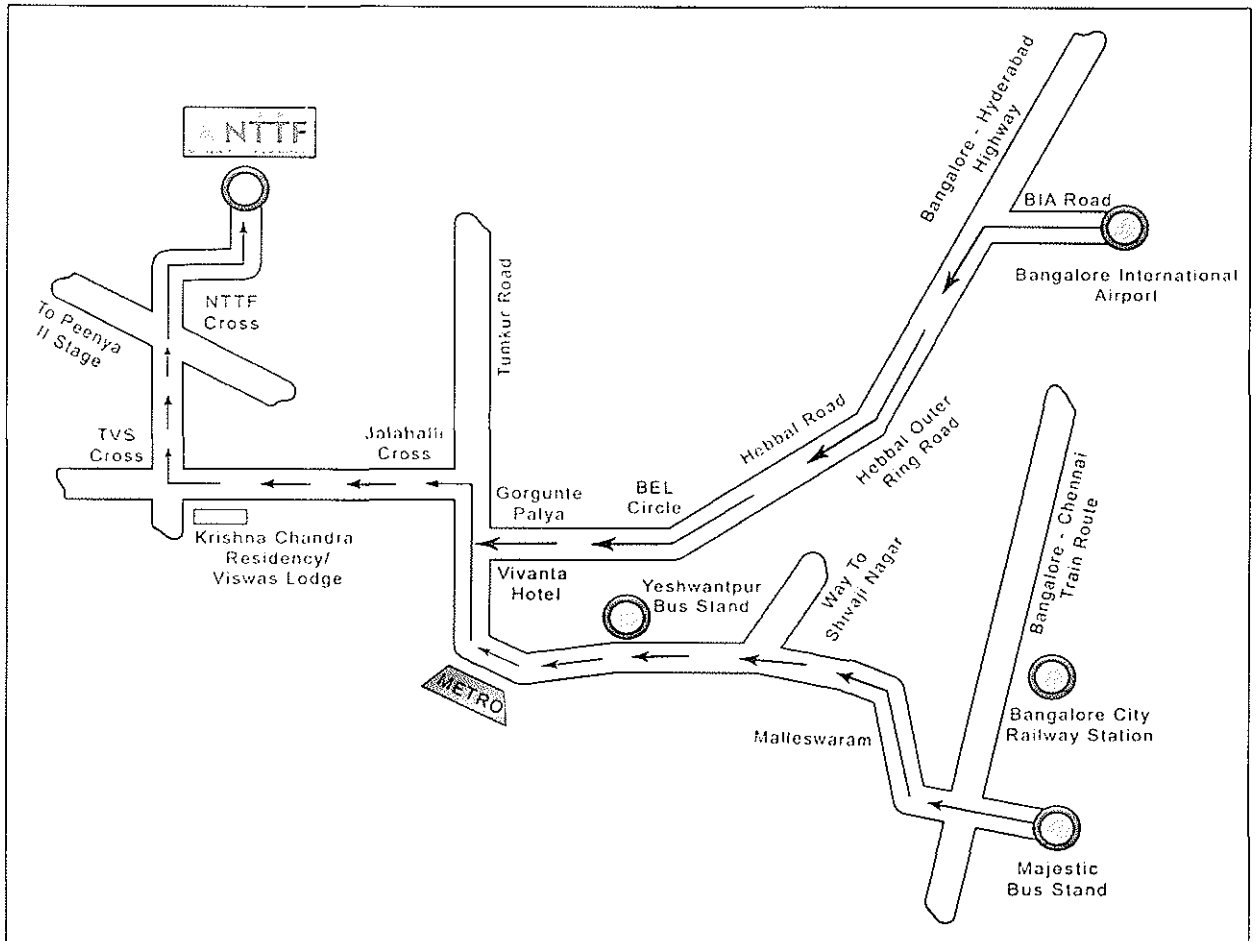 NTTF
Bangalore - Hyderabad
Highway
BIA Road
Bangalore International
Airport
To Peenya
II Stage
NTTF
Cross
Tumkur Road
Hebbal Road
Hebbal Outer
Ring Road
TVS
Cross
Jalahalli
Cross
Gorgunte
Palya
BEL
Circle
Krishna Chandra
Residency/
Viswas Lodge
Vivanta
Hotel
Yeshwantpur
Bus Stand
Way To
Shivaji Nagar
Bangalore - Chennai
Train Route
METRO
Malleswaram
Bangalore City
Railway Station
Majestic
Bus Stand